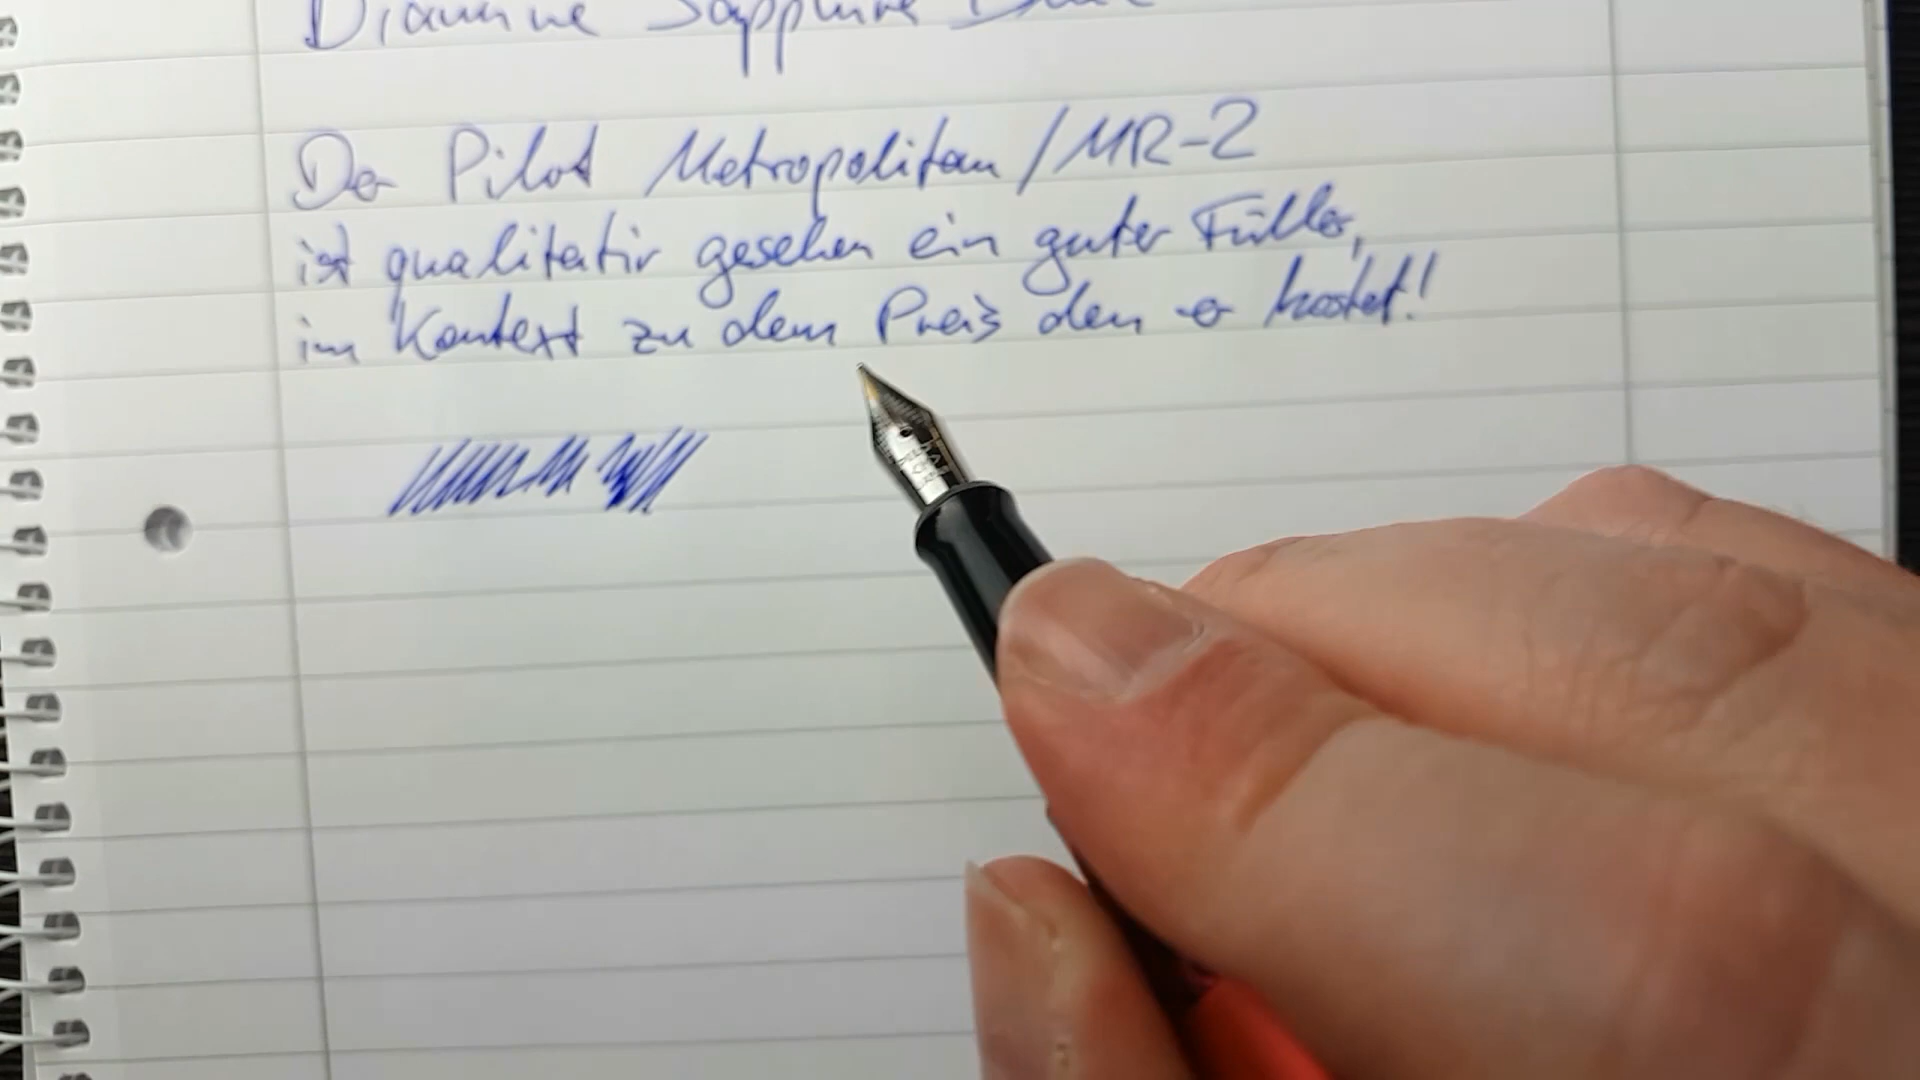 Diamine Sapphire Blue
Der Pilot Metropolitan/MR-2
ist qualitativ gesehen ein guter Füller,
im Kontext zu dem Preis den er kostet!